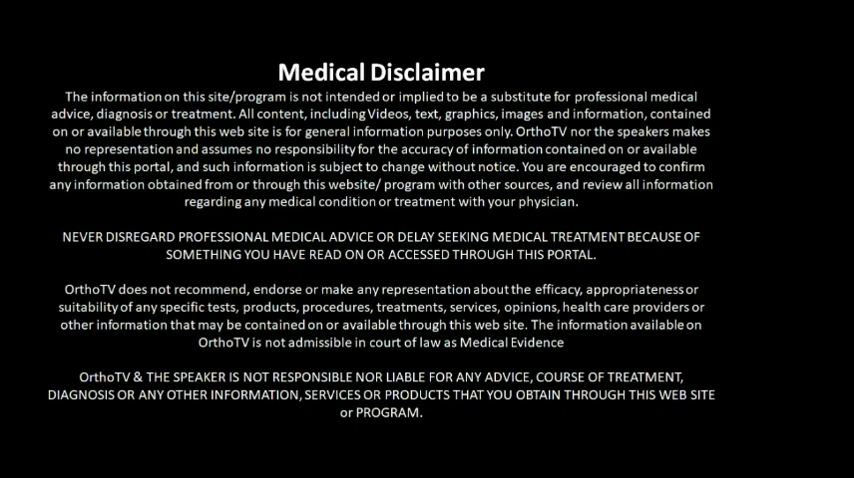 Medical Disclaimer
The information on this site/program is not intended or implied to be a substitute for professional medical
advice, diagnosis or treatment. All content, including Videos, text, graphics, images and information, contained
on or available through this web site is for general information purposes only. OrthoTV nor the speakers makes
no representation and assumes no responsibility for the accuracy of information contained on or available
through this portal, and such information is subject to change without notice. You are encouraged to confirm
any information obtained from or through this website/ program with other sources, and review all information
regarding any medical condition or treatment with your physician.
NEVER DISREGARD PROFESSIONAL MEDICAL ADVICE OR DELAY SEEKING MEDICAL TREATMENT BECAUSE OF
SOMETHING YOU HAVE READ ON OR ACCESSED THROUGH THIS PORTAL.
OrthoTV does not recommend, endorse or make any representation about the efficacy, appropriateness or
suitability of any specific tests, products, procedures, treatments, services, opinions, health care providers or
other information that may be contained on or available through this web site. The information available on
OrthoTV is not admissible in court of law as Medical Evidence
OrthoTV & THE SPEAKER IS NOT RESPONSIBLE NOR LIABLE FOR ANY ADVICE, COURSE OF TREATMENT,
DIAGNOSIS OR ANY OTHER INFORMATION, SERVICES OR PRODUCTS THAT YOU OBTAIN THROUGH THIS WEB SITE
or PROGRAM.